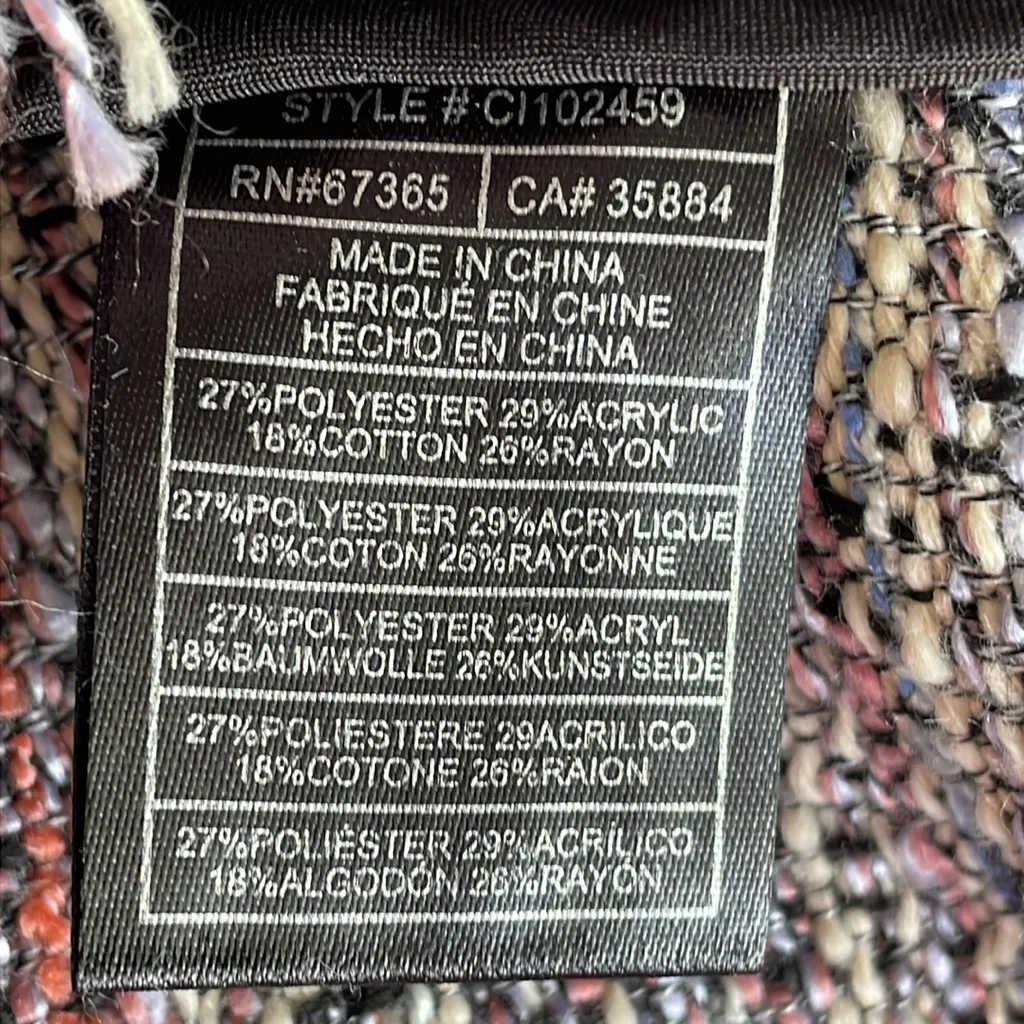 STYLE # CI102459
RN#67365 CA# 35884
MADE IN CHINA
FABRIQUÉ EN CHINE
HECHO EN CHINA
27%POLYESTER 29%ACRYLIC
18%COTTON 26%RAYON
27%POLYESTER 29%ACRYLIQUE
18%COTON 26%RAYONNE
27%POLYESTER 29%ACRYL
18%BAUMWOLLE 26%KUNSTSEIDE
27%POLIESTERE 29ACRILICO
18%COTONE 26%RAION
27%POLIÉSTER 29%ACRÍLICO
18%ALGODÓN 26%RAYÓN